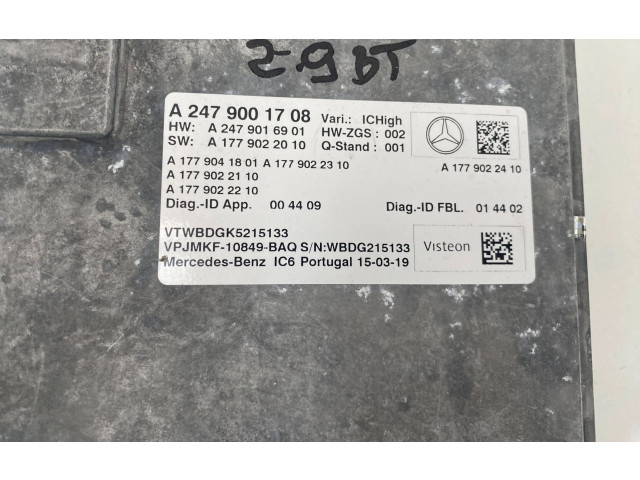 2.9 BT
A 247 900 17 08 Vari.: ICHigh
HW: A 247 901 69 01 HW-ZGS : 002
SW: A 177 902 20 10 Q-Stand : 001
A 177 904 18 01 A 177 902 23 10 A 177 902 24 10
A 177 902 21 10
A 177 902 22 10
Diag.-ID App. 00 44 09 Diag.-ID FBL. 01 44 02
VTWBDGK5215133
VPJMKF-10849-BAQ S/N:WBDG215133 Visteon
Mercedes-Benz IC6 Portugal 15-03-19